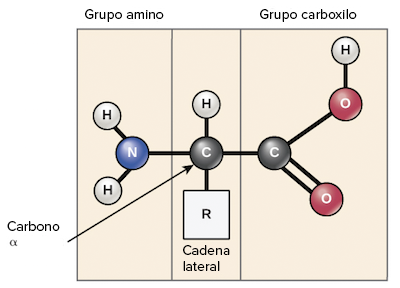 Grupo amino
Grupo carboxilo
H
H
H
O
N
C
C
H
R
O
Carbono
α
Cadena
lateral